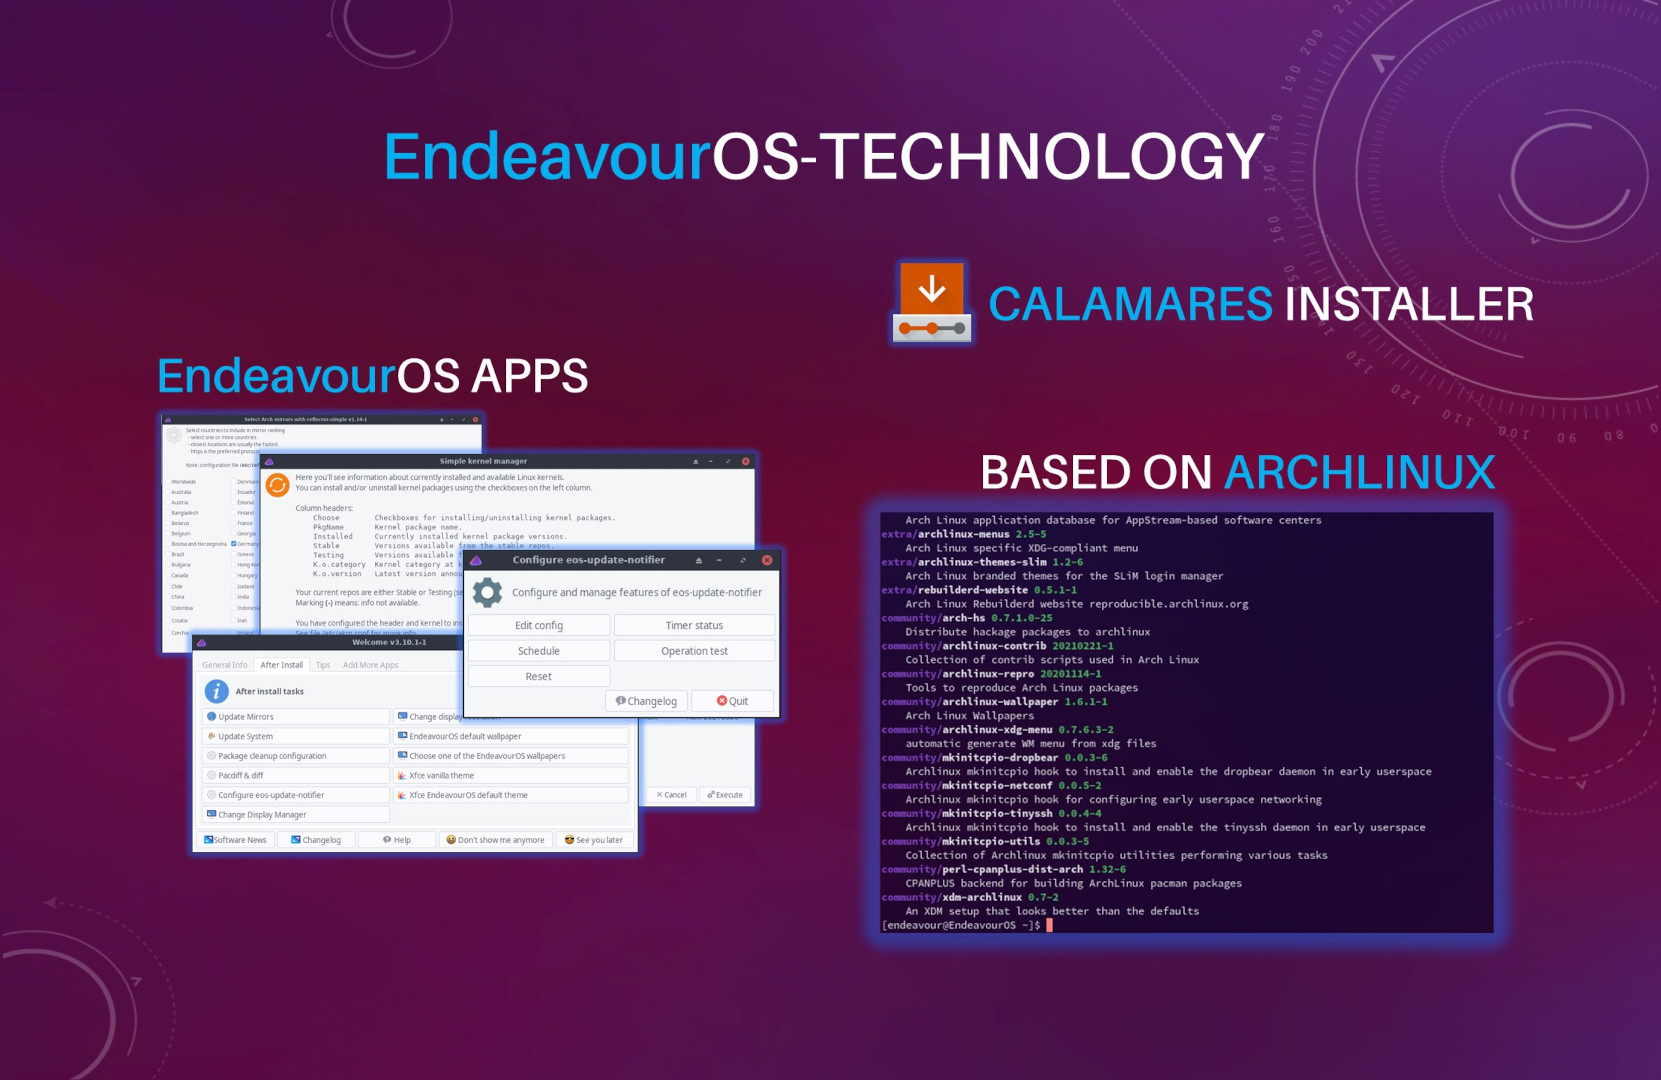 EndeavourOS-TECHNOLOGY
CALAMARES INSTALLER
EndeavourOS APPS
Select Arch mirrors with reflector-simple v1.14-1
Select countries to include in mirror ranking
- select one or more countries
- closest locations are usually the fastest
- https is the preferred protocol
Note: configuration file
Worldwide
Australia
Austria
Bangladesh
Belarus
Belgium
Bosnia and Herzegovina
Brazil
Bulgaria
Canada
Chile
China
Colombia
Croatia
Czechia
Ecuador
Estonia
Finland
France
Georgia
Germany
Greece
Hungary
Iceland
India
Iran
Simple kernel manager
Here you'll see information about currently installed and available Linux kernels.
You can install and/or uninstall kernel packages using the checkboxes on the left column.
Column headers:
Choose Checkboxes for installing/uninstalling kernel packages.
PkgName Kernel package name.
Installed Currently installed kernel package versions.
Stable Versions available from the stable repos.
Testing Versions available
K.o.category Kernel category at
K.o.version Latest version
Your current repos are either Stable or Testing
Marking (-) means: info not available.
You have configured the header and kernel to
See file /etc/akm.conf for more info.
Cancel
Execute
Configure eos-update-notifier
Configure and manage features of eos-update-notifier
Edit config Timer status
Schedule Operation test
Reset
Changelog Quit
Welcome v3.10.1-1
General Info After Install Tips Add More Apps
After install tasks
Update Mirrors Change display resolution
Update System EndeavourOS default wallpaper
Package cleanup configuration Choose one of the EndeavourOS wallpapers
Pacdiff & diff Xfce vanilla theme
Configure eos-update-notifier Xfce EndeavourOS default theme
Change Display Manager
Software News Changelog Help Don't show me anymore See you later
BASED ON ARCHLINUX
Arch Linux application database for AppStream-based software centers
extra/archlinux-menus 2.5-5
Arch Linux specific XDG-compliant menu
extra/archlinux-themes-slim 1.2-6
Arch Linux branded themes for the SLiM login manager
extra/rebuilderd-website 0.5.1-1
Arch Linux Rebuilderd website reproducible.archlinux.org
community/arch-hs 0.7.1.0-25
Distribute hackage packages to archlinux
community/archlinux-contrib 20210221-1
Collection of contrib scripts used in Arch Linux
community/archlinux-repro 20201114-1
Tools to reproduce Arch Linux packages
community/archlinux-wallpaper 1.6.1-1
Arch Linux Wallpapers
community/archlinux-xdg-menu 0.7.6.3-2
automatic generate WM menu from xdg files
community/mkinitcpio-dropbear 0.0.3-6
Archlinux mkinitcpio hook to install and enable the dropbear daemon in early userspace
community/mkinitcpio-netconf 0.0.5-2
Archlinux mkinitcpio hook for configuring early userspace networking
community/mkinitcpio-tinyssh 0.0.4-4
Archlinux mkinitcpio hook to install and enable the tinyssh daemon in early userspace
community/mkinitcpio-utils 0.0.3-5
Collection of Archlinux mkinitcpio utilities performing various tasks
community/perl-cpanplus-dist-arch 1.32-6
CPANPLUS backend for building ArchLinux pacman packages
community/xdm-archlinux 0.7-2
An XDM setup that looks better than the defaults
[endeavour@EndeavourOS ~]$
210
200
190
180
170
160
150
140
130
120
110
101
90
80